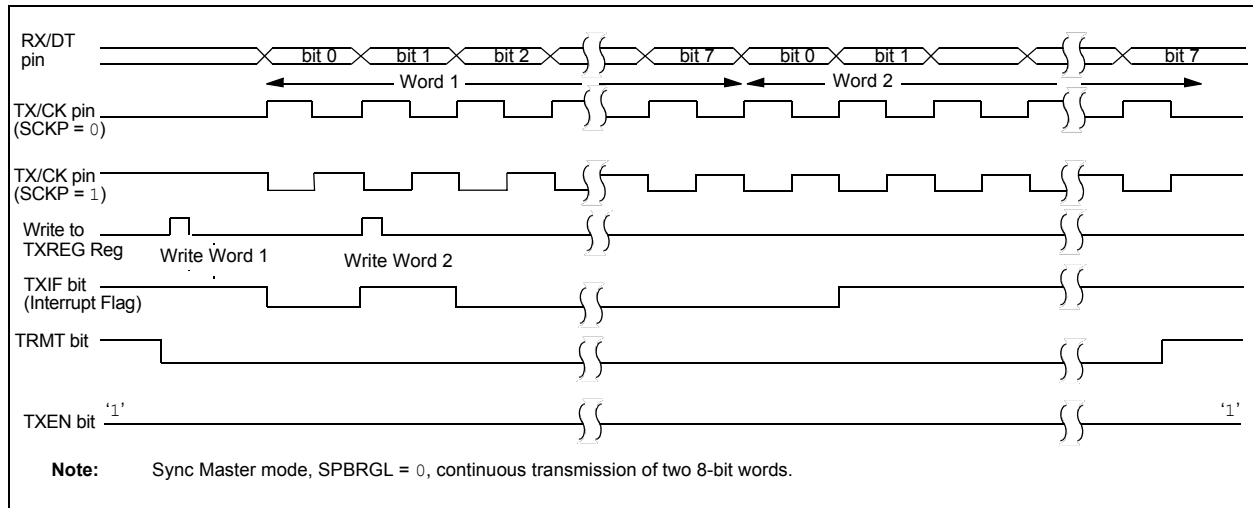 RX/DT
pin
bit 0 bit 1 bit 2 bit 7 bit 0 bit 1 bit 7
Word 1 Word 2
TX/CK pin
(SCKP = 0)
TX/CK pin
(SCKP = 1)
Write to
TXREG Reg
Write Word 1 Write Word 2
TXIF bit
(Interrupt Flag)
TRMT bit
TXEN bit ‘1’ ‘1’
Note: Sync Master mode, SPBRGL = 0, continuous transmission of two 8-bit words.